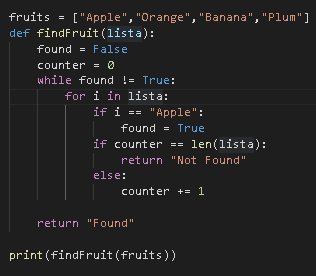 fruits = ["Apple","Orange","Banana","Plum"]
def findFruit(lista):
    found = False
    counter = 0
    while found != True:
        for i in lista:
            if i == "Apple":
                found = True
            if counter == len(lista):
                return "Not Found"
            else:
                counter += 1
    return "Found"
print(findFruit(fruits))